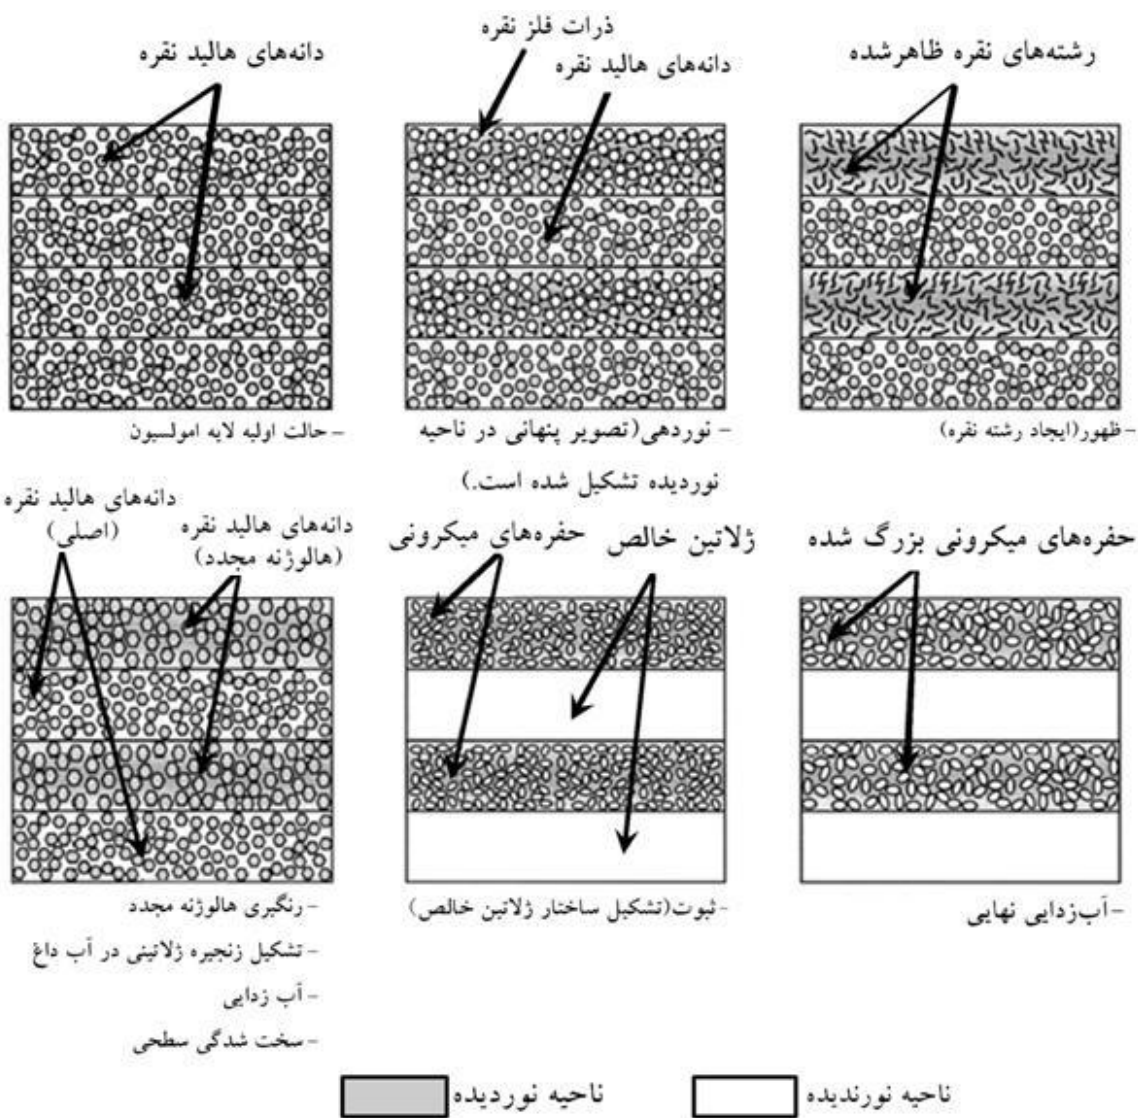 دانه‌های هالید نقره
ذرات فلز نقره
دانه‌های هالید نقره
رشته‌های نقره ظاهرشده
- حالت اولیه لایه امولسیون
- نوردهی(تصویر پنهانی در ناحیه
نوردیده تشکیل شده است.)
- ظهور(ایجاد رشته نقره)
دانه‌های هالید نقره
(اصلی)
دانه‌های هالید نقره
(هالوژنه مجدد)
حفره‌های میکرونی
ژلاتین خالص
حفره‌های میکرونی بزرگ شده
- رنگبری هالوژنه مجدد
- تشکیل زنجیره ژلاتینی در آب داغ
- آب زدایی
- سخت شدگی سطحی
- ثبوت(تشکیل ساختار ژلاتین خالص)
- آب‌زدایی نهایی
ناحیه نوردیده
ناحیه نورندیده